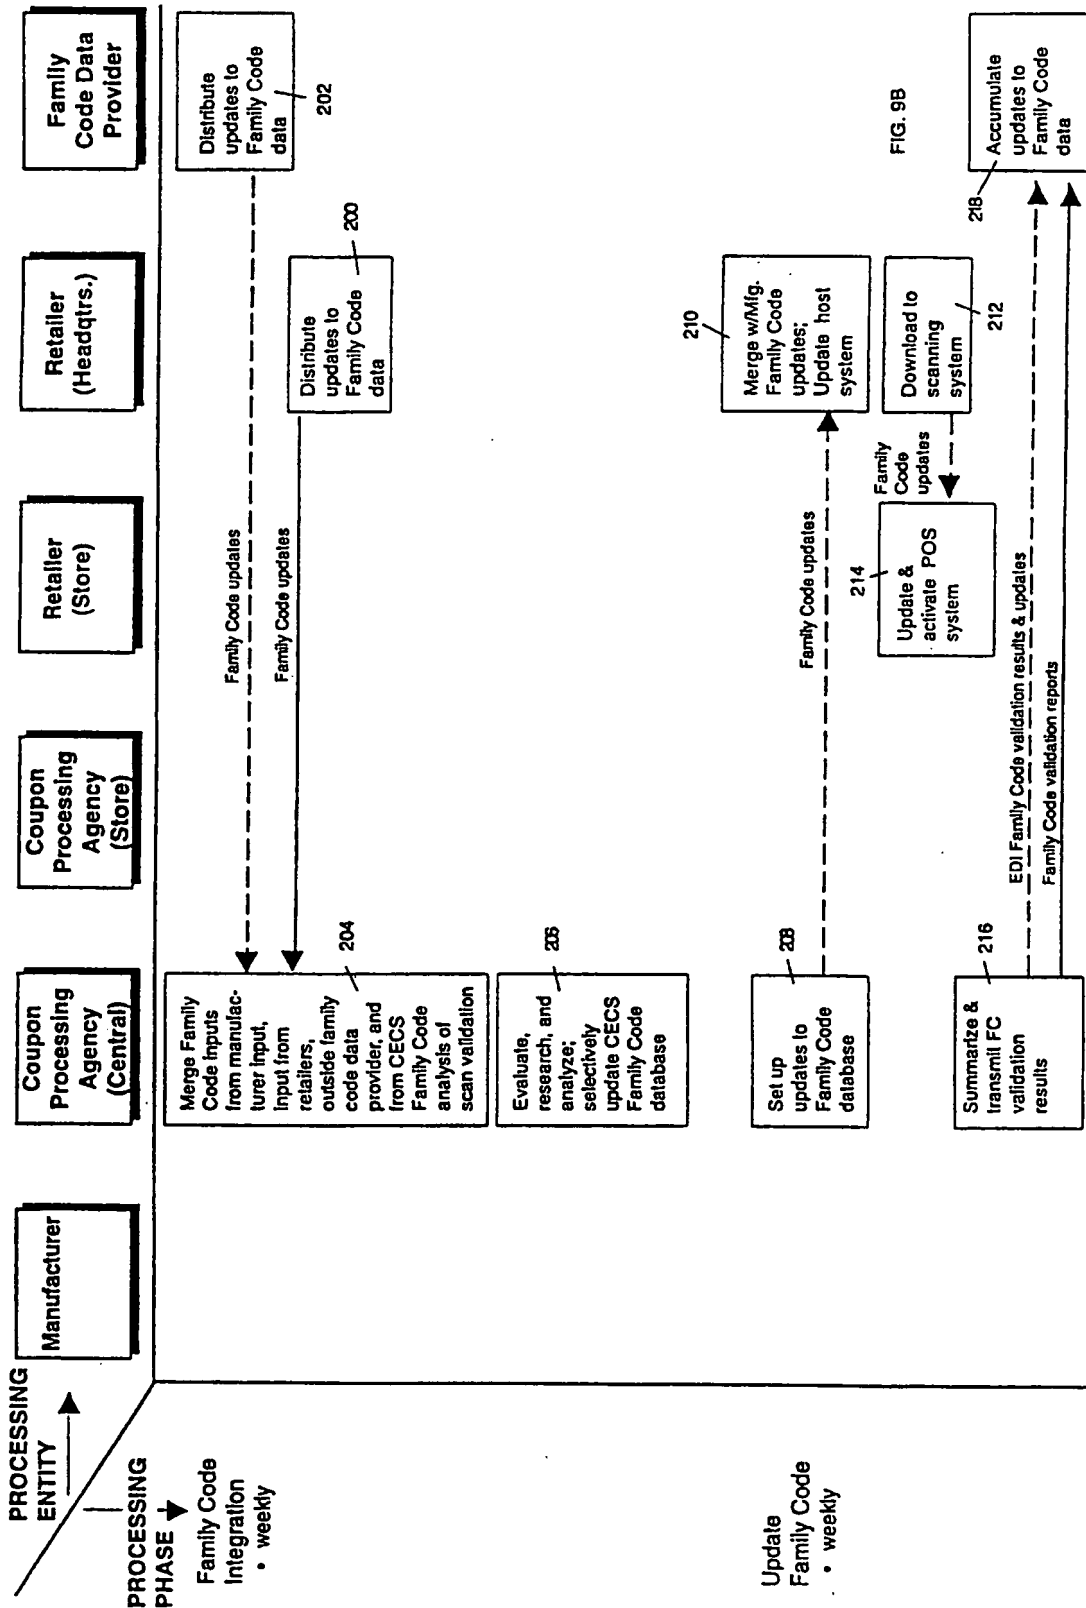 PROCESSING
ENTITY
PROCESSING
PHASE
Manufacturer
Coupon
Processing
Agency
(Central)
Coupon
Processing
Agency
(Store)
Retailer
(Store)
Retailer
(Headqtrs.)
Family
Code Data
Provider
Family Code
Integration
• weekly
Merge Family
Code inputs
from manufac-
turer input,
input from
retailers,
outside family
code data
provider, and
from CECS
Family Code
analysis of
scan validation
204
Family Code updates
Family Code updates
Distribute
updates to
Family Code
data
200
Distribute
updates to
Family Code
data
202
Evaluate,
research, and
analyze;
selectively
update CECS
Family Code
database
206
Update
Family Code
• weekly
Set up
updates to
Family Code
database
208
Family Code updates
210
Merge w/Mfg.
Family Code
updates;
Update host
system
214
Update &
activate POS
system
Family
Code
updates
Download to
scanning
system
212
FIG. 9B
Summarize &
transmit FC
validation
results
216
EDI Family Code validation results & updates
Family Code validation reports
218
Accumulate
updates to
Family Code
data